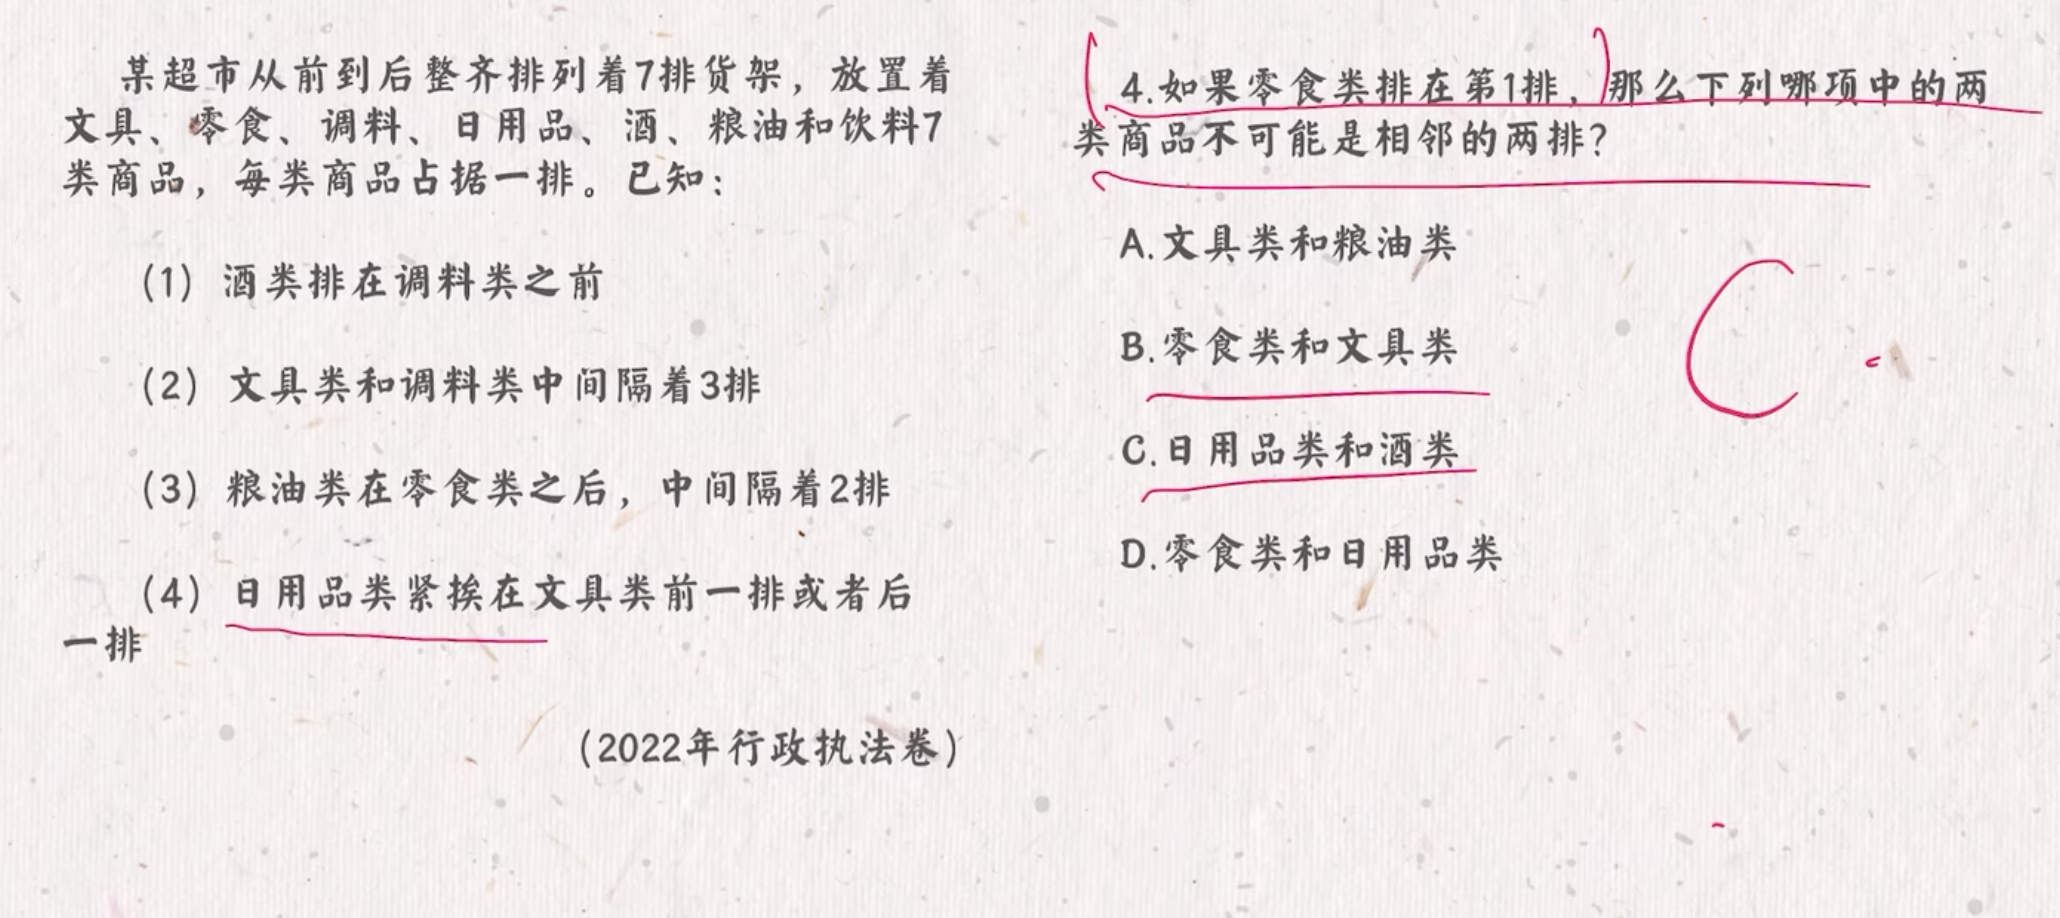 某超市从前到后整齐排列着7排货架，放置着
文具、零食、调料、日用品、酒、粮油和饮料7
类商品，每类商品占据一排。已知：
（1）酒类排在调料类之前
（2）文具类和调料类中间隔着3排
（3）粮油类在零食类之后，中间隔着2排
（4）日用品类紧挨在文具类前一排或者后
一排
（2022年行政执法卷）
4.如果零食类排在第1排，那么下列哪项中的两
类商品不可能是相邻的两排？
A.文具类和粮油类
B.零食类和文具类
C.日用品类和酒类
D.零食类和日用品类
C